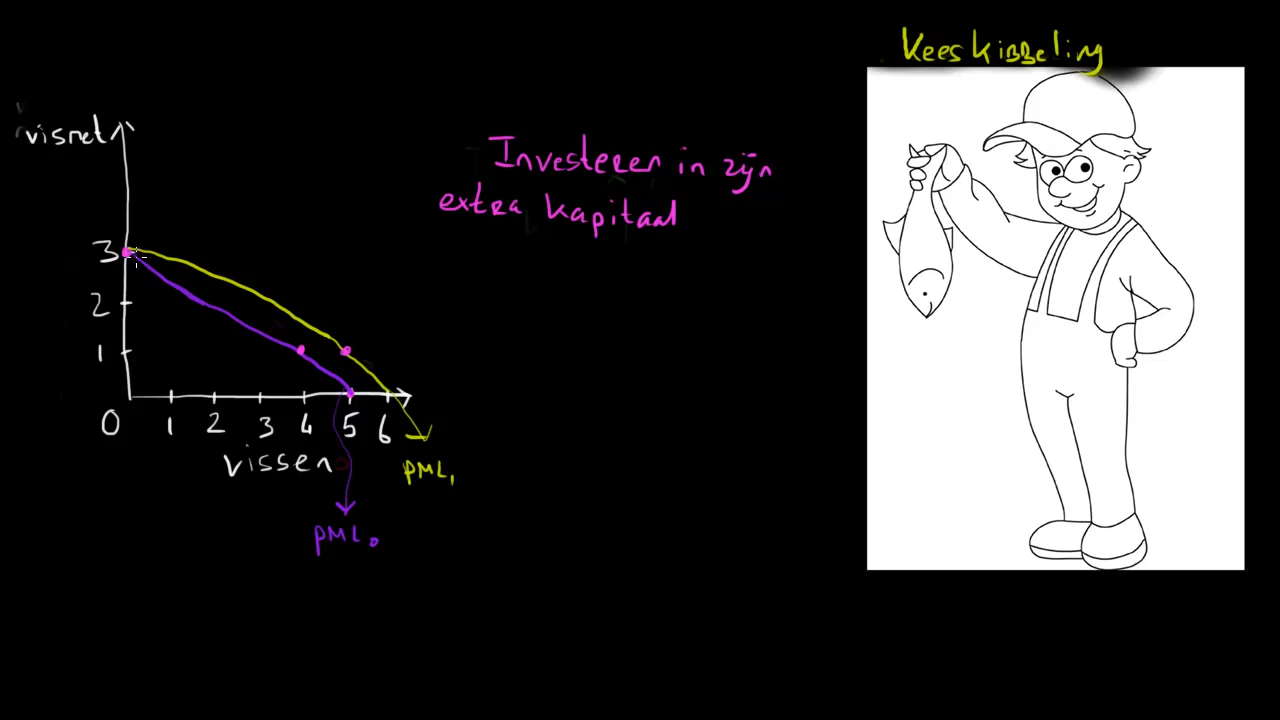 Kees Kibbeling
visnet
Investeren in zijn
extra kapitaal
3
2
1
0 1 2 3 4 5 6
vissen
PML1
PML0